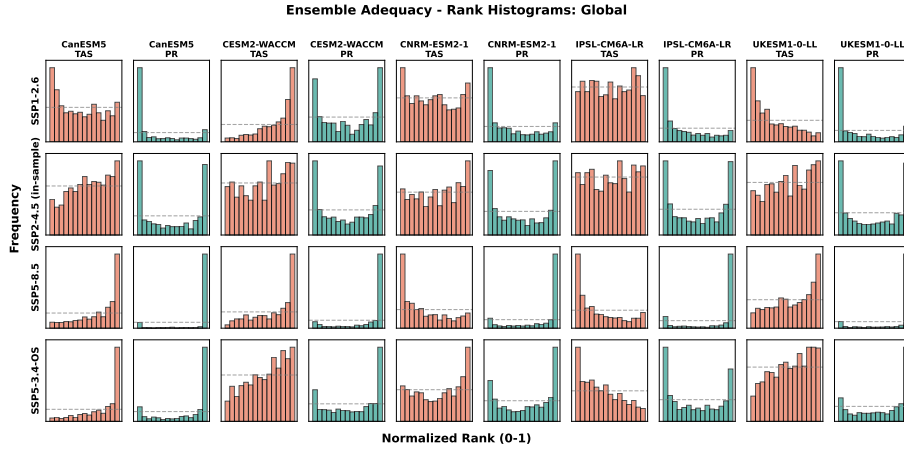 Ensemble Adequacy - Rank Histograms: Global
CanESM5
TAS
CanESM5
PR
CESM2-WACCM
TAS
CESM2-WACCM
PR
CNRM-ESM2-1
TAS
CNRM-ESM2-1
PR
IPSL-CM6A-LR
TAS
IPSL-CM6A-LR
PR
UKESM1-0-LL
TAS
UKESM1-0-LL
PR
Frequency
SSP1-2.6
SSP2-4.5 (in-sample)
SSP5-8.5
SSP5-3.4-OS
Normalized Rank (0-1)